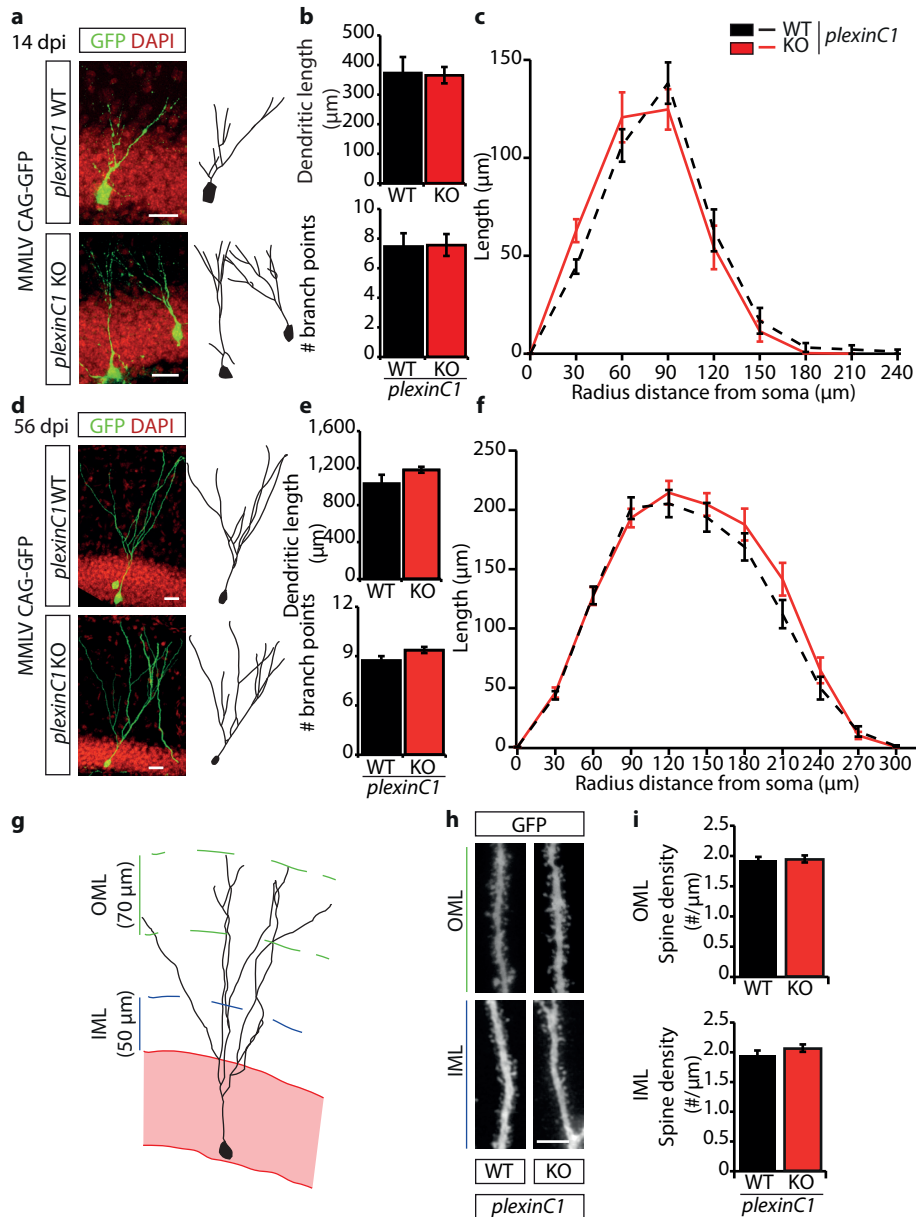 a
14 dpi
GFP DAPI
MMLV CAG-GFP
plexinC1 WT
plexinC1 KO
b
Dendritic length
(µm)
500
400
300
200
100
0
WT KO
# branch points
10
8
6
4
2
0
WT KO
plexinC1
c
WT
KO
plexinC1
Length (µm)
150
100
50
0
0 30 60 90 120 150 180 210 240
Radius distance from soma (µm)
d
56 dpi
GFP DAPI
MMLV CAG-GFP
plexinC1 WT
plexinC1 KO
e
Dendritic length
(µm)
1,600
1,200
800
400
0
WT KO
# branch points
12
9
6
3
0
WT KO
plexinC1
f
Length (µm)
250
200
150
100
50
0
0 30 60 90 120 150 180 210 240 270 300
Radius distance from soma (µm)
g
OML
(70 µm)
IML
(50 µm)
h
GFP
OML
IML
WT KO
plexinC1
i
OML
Spine density
(#/µm)
2.5
2.0
1.5
1.0
0.5
0
WT KO
IML
Spine density
(#/µm)
2.5
2.0
1.5
1.0
0.5
0
WT KO
plexinC1